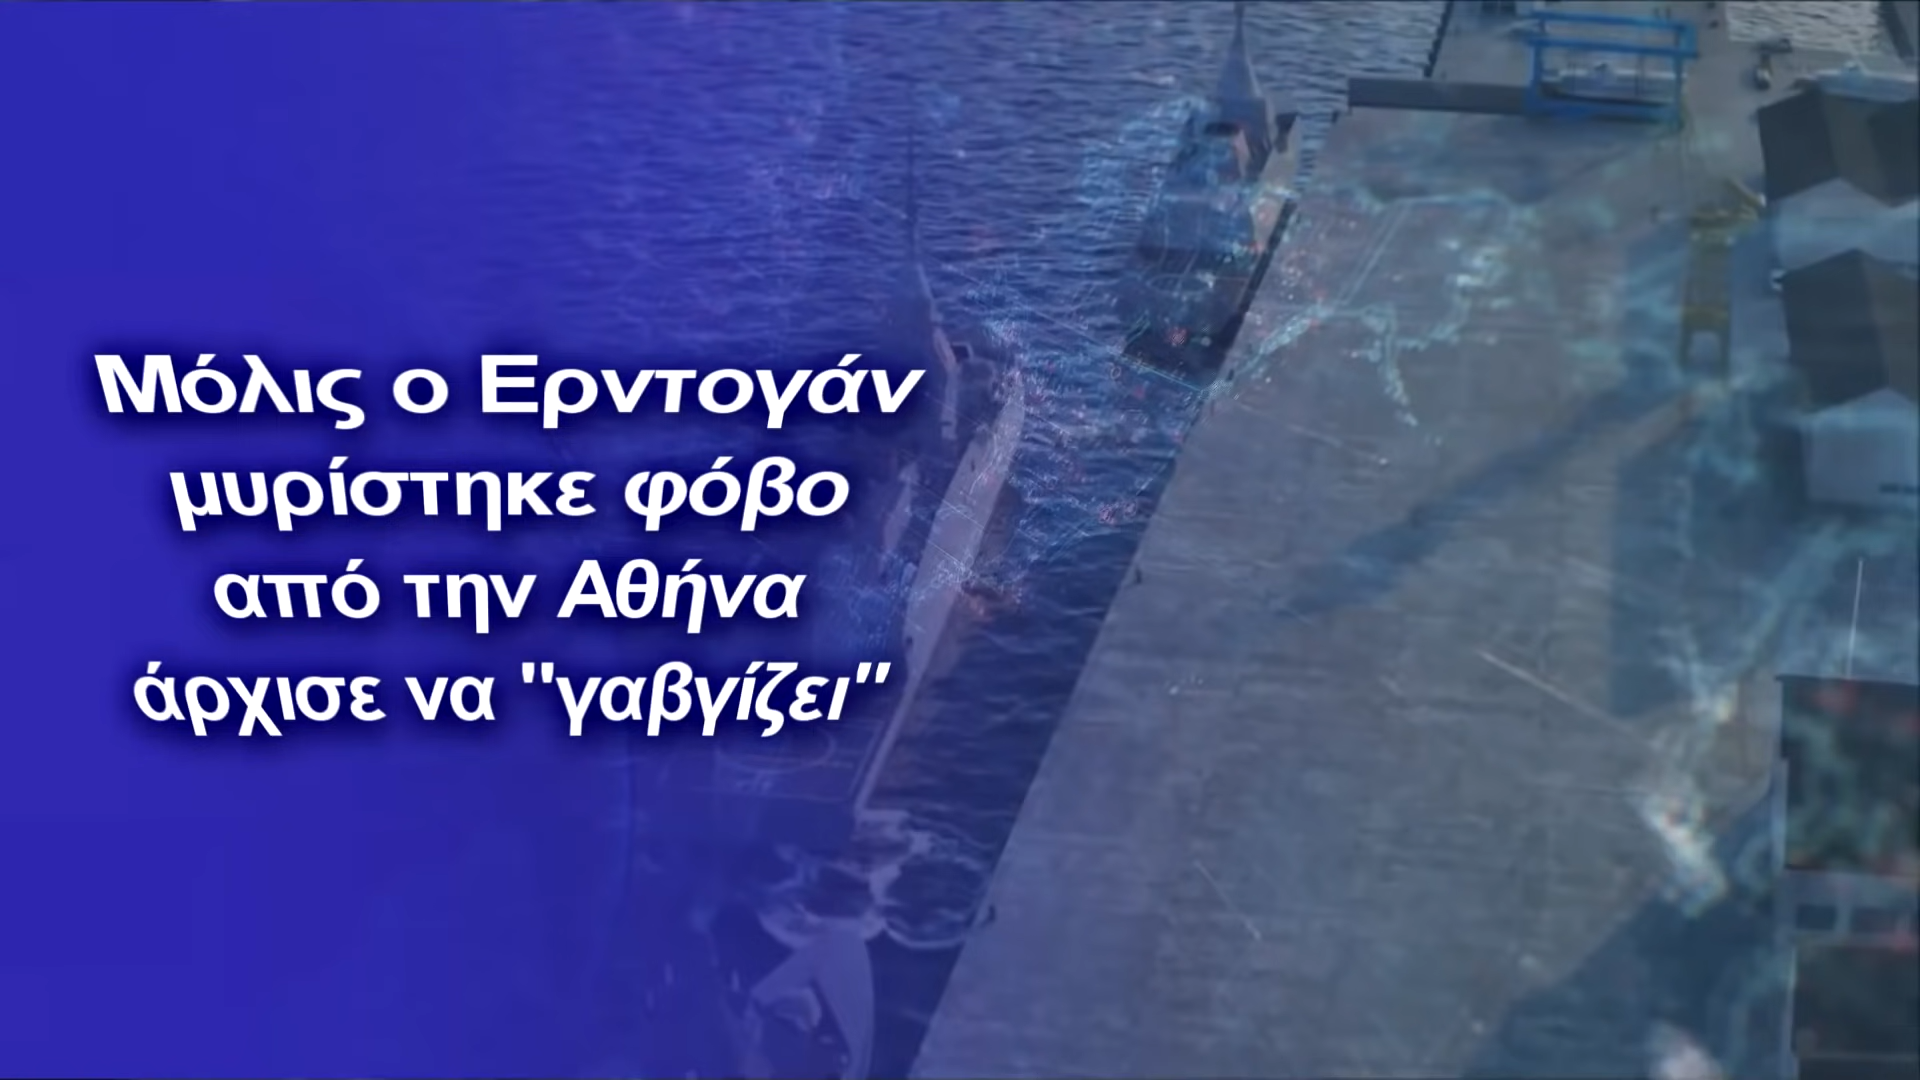 Μόλις ο Ερντογάν
μυρίστηκε φόβο
από την Αθήνα
άρχισε να "γαβγίζει"